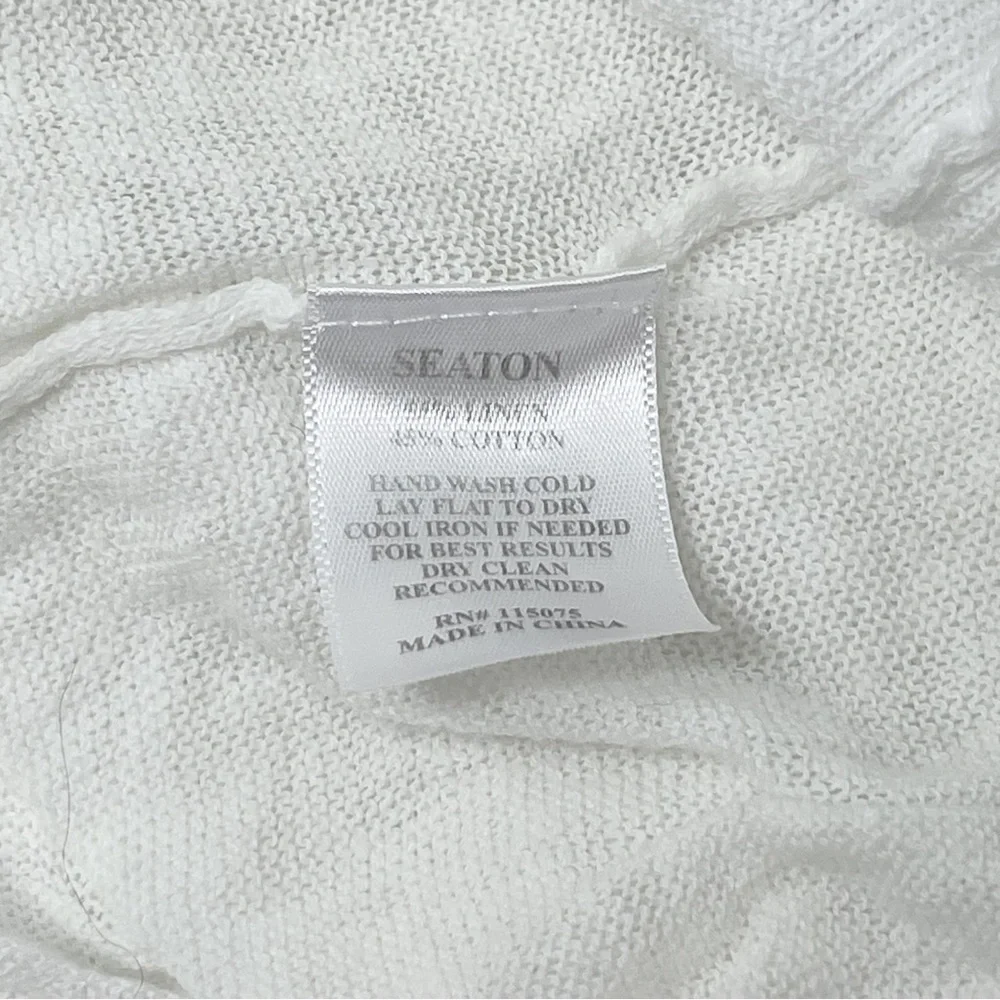 SEATON
LINEN
45% COTTON
HAND WASH COLD
LAY FLAT TO DRY
COOL IRON IF NEEDED
FOR BEST RESULTS
DRY CLEAN
RECOMMENDED
RN# 115075
MADE IN CHINA